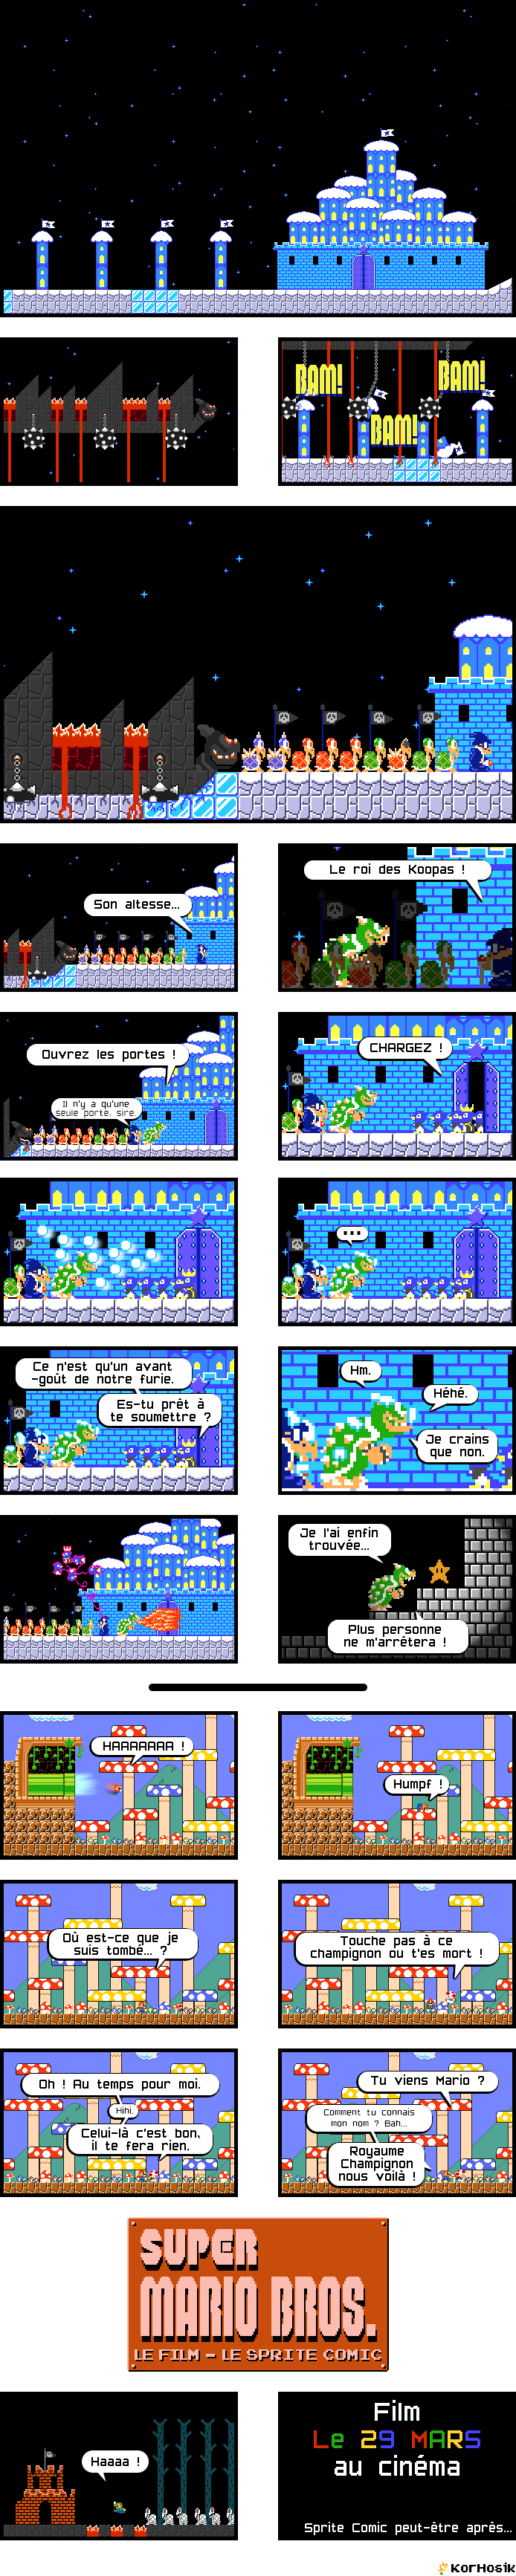 BAM!
BAM!
BAM!
Son altesse...
Le roi des Koopas !
Ouvrez les portes !
Il n'y a qu'une
seule porte, sire.
CHARGEZ !
...
Ce n'est qu'un avant
-goût de notre furie.
Es-tu prêt à
te soumettre ?
Hm.
Héhé.
Je crains
que non.
Je l'ai enfin
trouvée...
Plus personne
ne m'arrêtera !
HAAAAAAA !
Humpf !
Où est-ce que je
suis tombé... ?
Touche pas à ce
champignon ou t'es mort !
Oh ! Au temps pour moi.
Hihi.
Celui-là c'est bon,
il te fera rien.
Tu viens Mario ?
Comment tu connais
mon nom ? Bah...
Royaume
Champignon
nous voilà !
SUPER
MARIO BROS.
LE FILM - LE SPRITE COMIC
Haaaa !
Film
Le 29 MARS
au cinéma
Sprite Comic peut-être après...
KorHosik